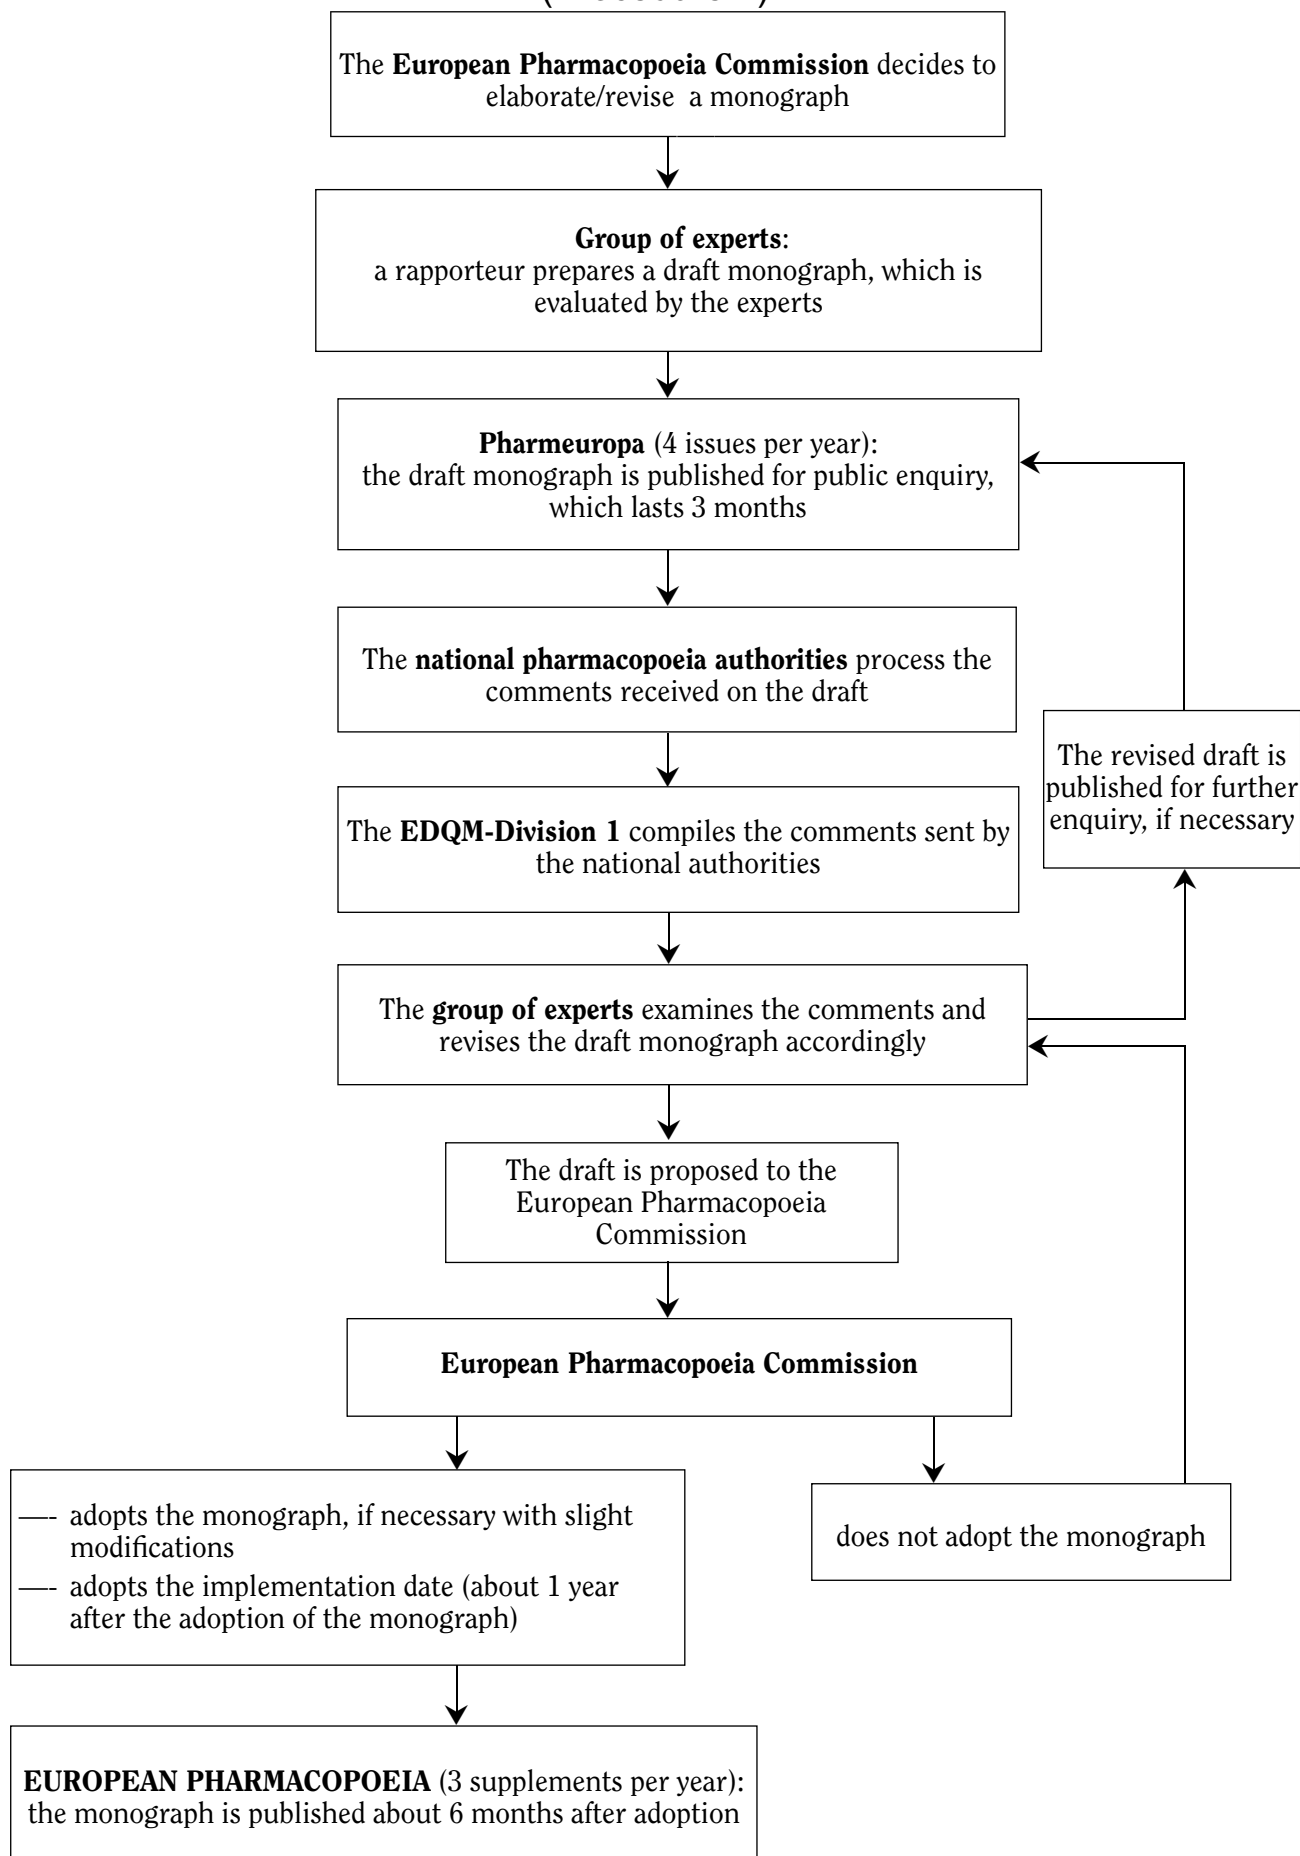 The European Pharmacopoeia Commission decides to
elaborate/revise a monograph
Group of experts:
a rapporteur prepares a draft monograph, which is
evaluated by the experts
Pharmeuropa (4 issues per year):
the draft monograph is published for public enquiry,
which lasts 3 months
The national pharmacopoeia authorities process the
comments received on the draft
The revised draft is
published for further
enquiry, if necessary
The EDQM-Division 1 compiles the comments sent by
the national authorities
The group of experts examines the comments and
revises the draft monograph accordingly
The draft is proposed to the
European Pharmacopoeia
Commission
European Pharmacopoeia Commission
—- adopts the monograph, if necessary with slight
modifications
—- adopts the implementation date (about 1 year
after the adoption of the monograph)
does not adopt the monograph
EUROPEAN PHARMACOPOEIA (3 supplements per year):
the monograph is published about 6 months after adoption